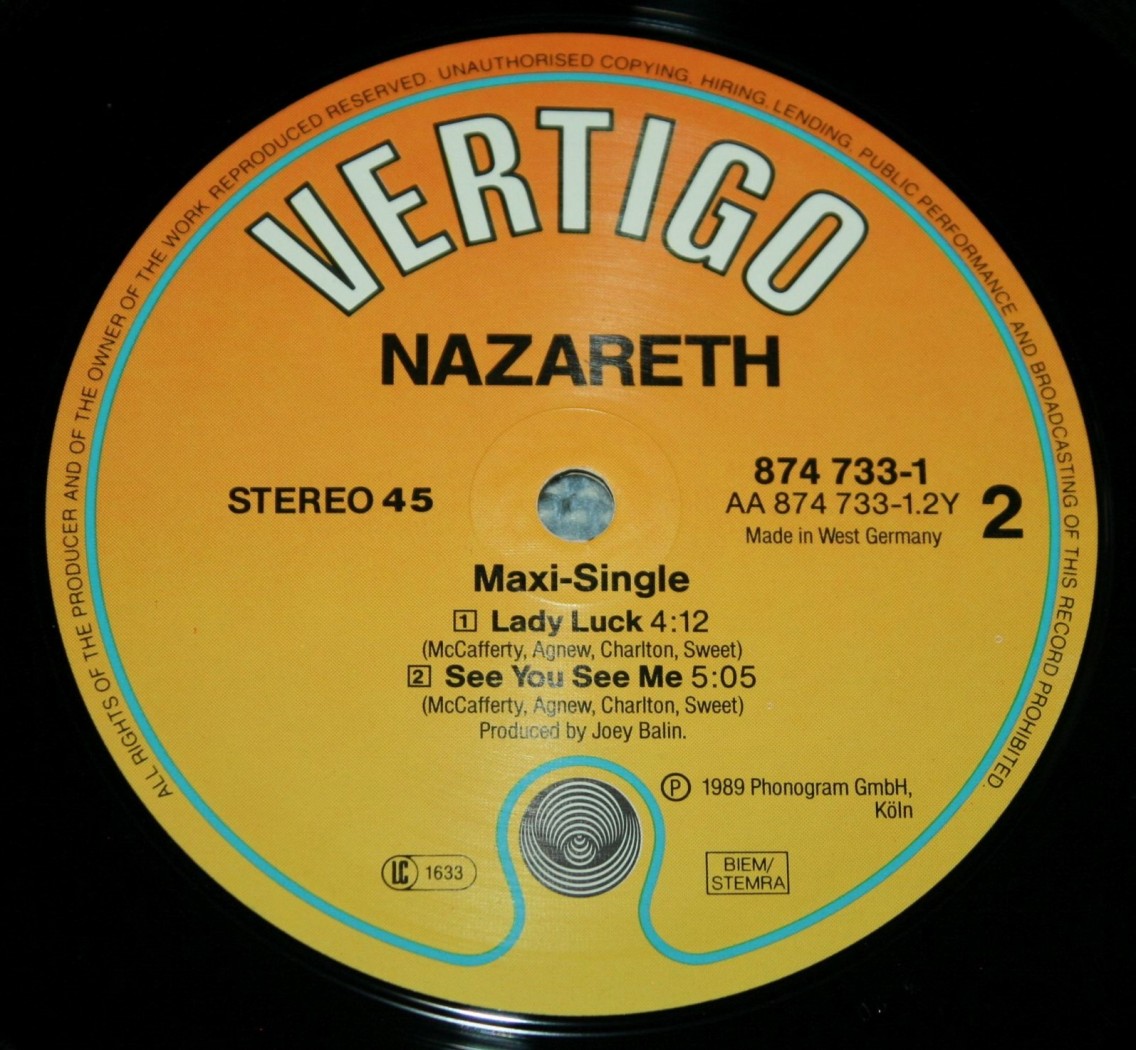 ALL RIGHTS OF THE PRODUCER AND OF THE OWNER OF THE WORK REPRODUCED RESERVED. UNAUTHORISED COPYING, HIRING, LENDING, PUBLIC PERFORMANCE AND BROADCASTING OF THIS RECORD PROHIBITED.
VERTIGO
NAZARETH
STEREO 45
874 733-1
AA 874 733-1.2Y
Made in West Germany
2
Maxi-Single
1 Lady Luck 4:12
(McCafferty, Agnew, Charlton, Sweet)
2 See You See Me 5:05
(McCafferty, Agnew, Charlton, Sweet)
Produced by Joey Balin.
Ⓟ 1989 Phonogram GmbH,
Köln
LC 1633
BIEM/
STEMRA